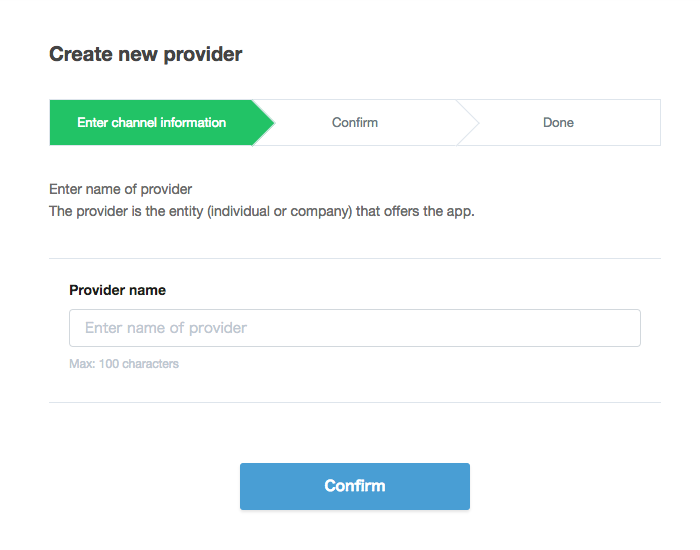 Create new provider
Enter channel information
Confirm
Done
Enter name of provider
The provider is the entity (individual or company) that offers the app.
Provider name
Enter name of provider
Max: 100 characters
Confirm